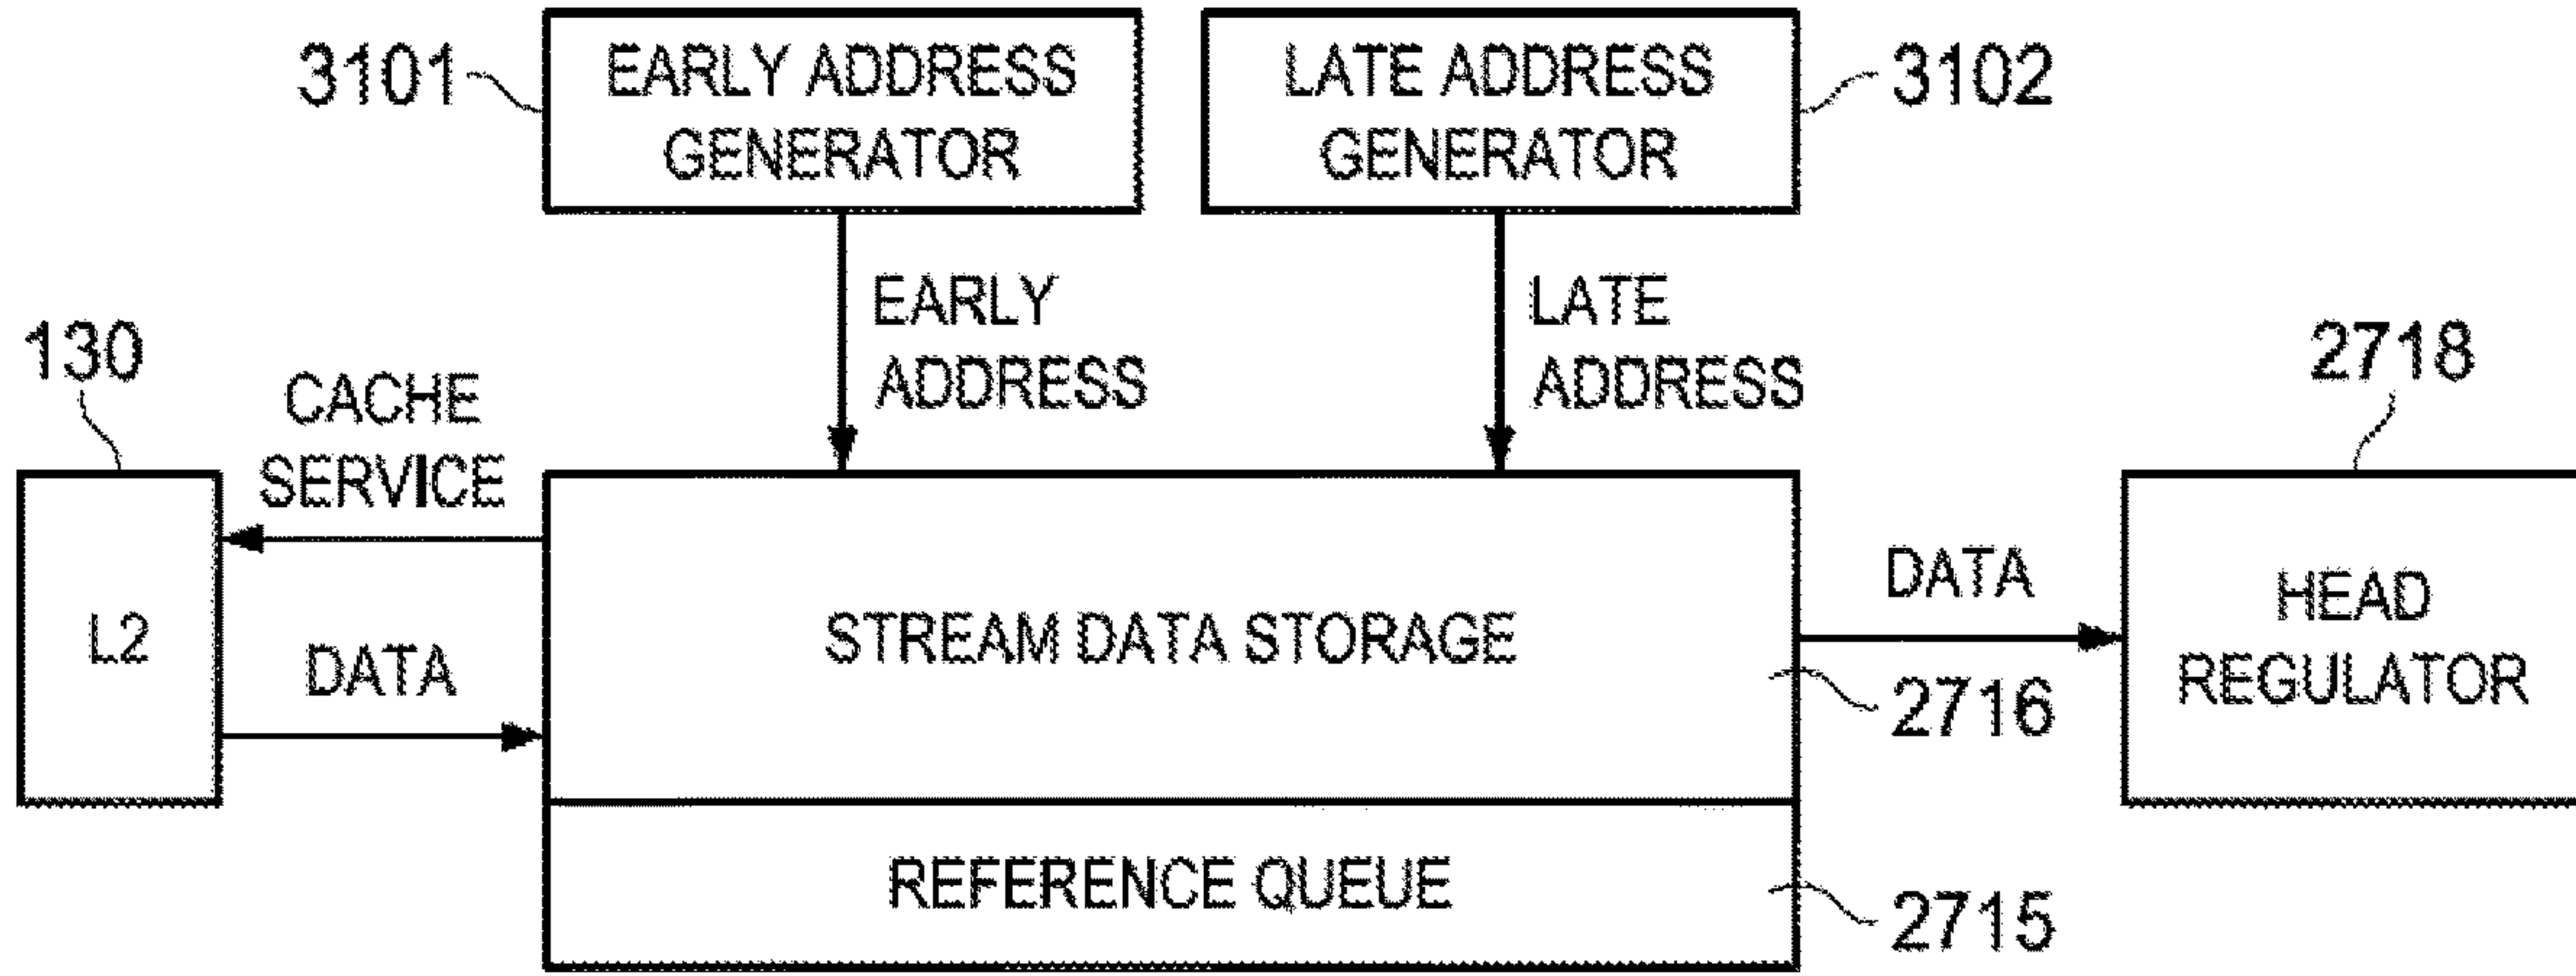 3101
EARLY ADDRESS
GENERATOR
LATE ADDRESS
GENERATOR
3102
EARLY
ADDRESS
LATE
ADDRESS
130
CACHE
SERVICE
2718
L2
DATA
STREAM DATA STORAGE
DATA
HEAD
REGULATOR
2716
REFERENCE QUEUE
2715